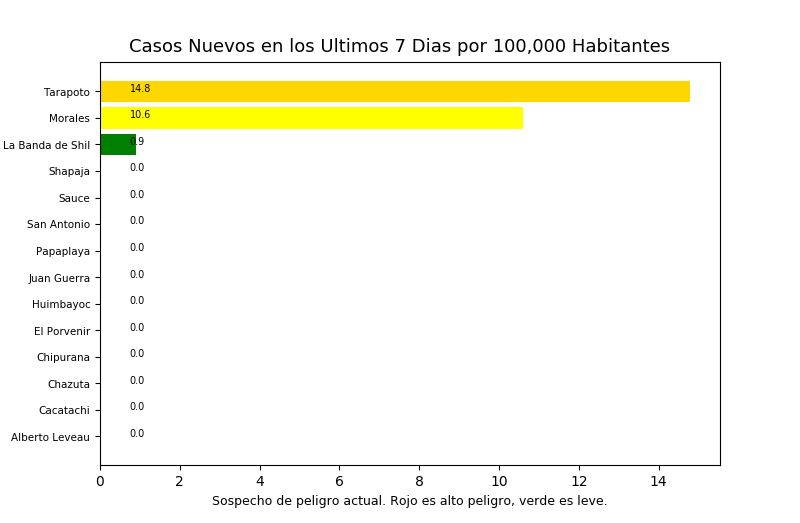 Casos Nuevos en los Ultimos 7 Dias por 100,000 Habitantes
Tarapoto 14.8
Morales 10.6
La Banda de Shil 0.9
Shapaja 0.0
Sauce 0.0
San Antonio 0.0
Papaplaya 0.0
Juan Guerra 0.0
Huimbayoc 0.0
El Porvenir 0.0
Chipurana 0.0
Chazuta 0.0
Cacatachi 0.0
Alberto Leveau 0.0
0 2 4 6 8 10 12 14
Sospecho de peligro actual. Rojo es alto peligro, verde es leve.